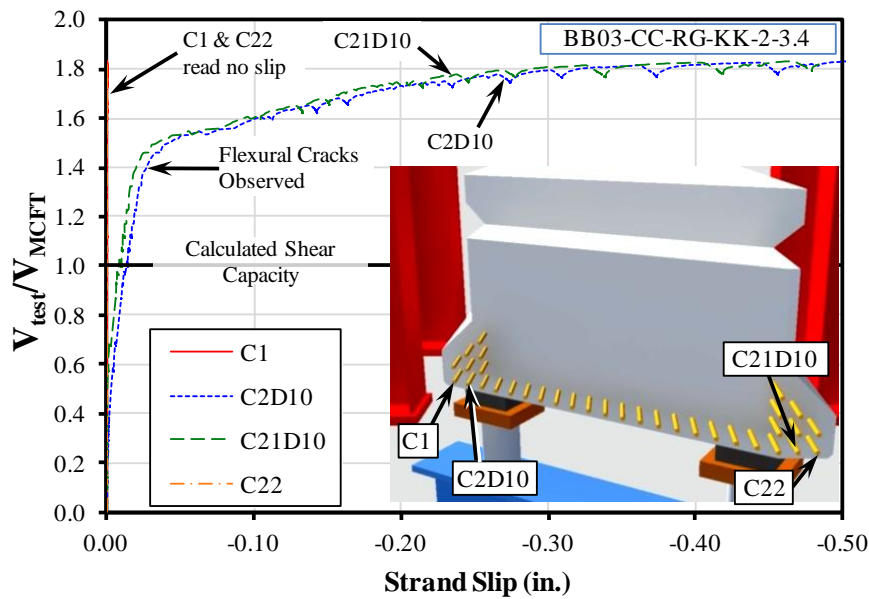 BB03-CC-RG-KK-2-3.4
C1 & C22
read no slip
C21D10
C2D10
Flexural Cracks
Observed
Calculated Shear
Capacity
V_test/V_MCFT
2.0
1.8
1.6
1.4
1.2
1.0
0.8
0.6
0.4
0.2
0.0
C1
C2D10
C21D10
C22
C21D10
C1
C2D10
C22
0.00
-0.10
-0.20
-0.30
-0.40
-0.50
Strand Slip (in.)